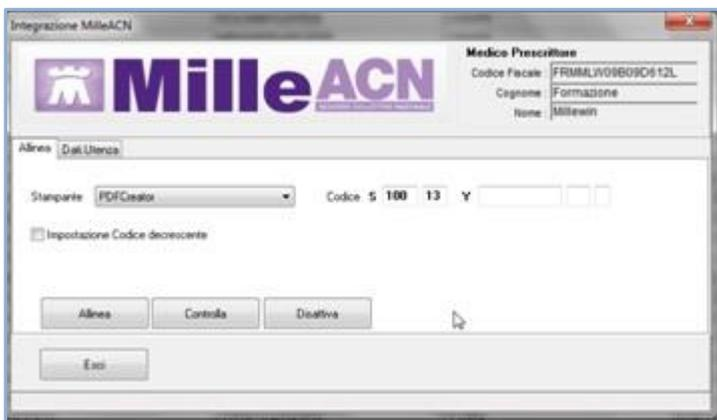 Integrazione MilleACN
MilleACN
Medico Prescrittore
Codice Fiscale FRMMLW09B09D612L
Cognome Formazione
Nome Millewin
Allinea Dati Utenza
Stampante PDFCreator Codice S 100 13 Y
Impostazione Codice decrescente
Allinea Controlla Disattiva
Esci